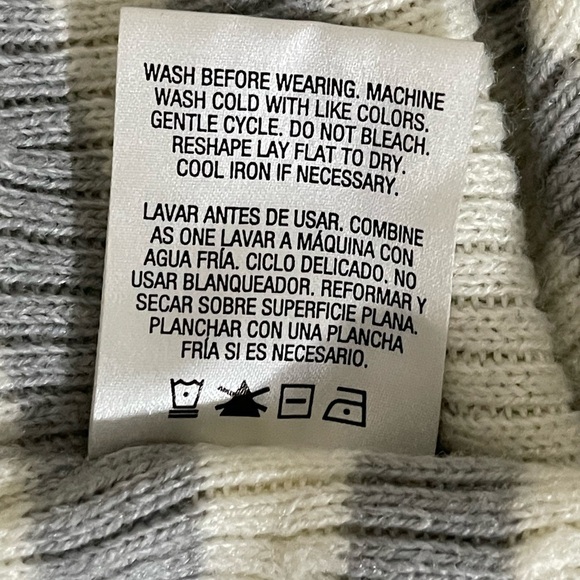 WASH BEFORE WEARING. MACHINE
WASH COLD WITH LIKE COLORS.
GENTLE CYCLE. DO NOT BLEACH.
RESHAPE LAY FLAT TO DRY.
COOL IRON IF NECESSARY.
LAVAR ANTES DE USAR. COMBINE
AS ONE LAVAR A MÁQUINA CON
AGUA FRÍA. CICLO DELICADO. NO
USAR BLANQUEADOR. REFORMAR Y
SECAR SOBRE SUPERFICIE PLANA.
PLANCHAR CON UNA PLANCHA
FRÍA SI ES NECESARIO.